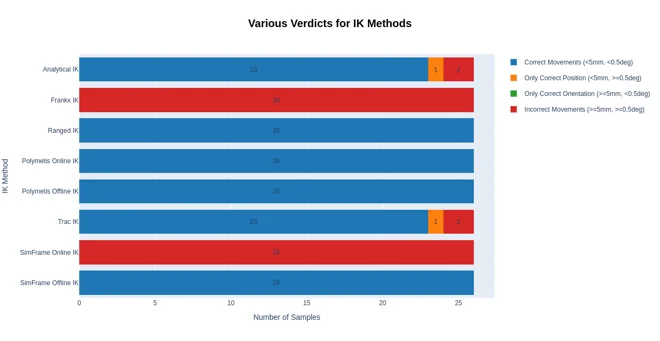 Various Verdicts for IK Methods
Correct Movements (<5mm, <0.5deg)
Only Correct Position (<5mm, >=0.5deg)
Only Correct Orientation (>=5mm, <0.5deg)
Incorrect Movements (>=5mm, >=0.5deg)
IK Method
Analytical IK 23 1 2
Frankx IK 26
Ranged IK 26
Polymetis Online IK 26
Polymetis Offline IK 26
Trac IK 23 1 2
SimFrame Online IK 26
SimFrame Offline IK 26
0 5 10 15 20 25
Number of Samples